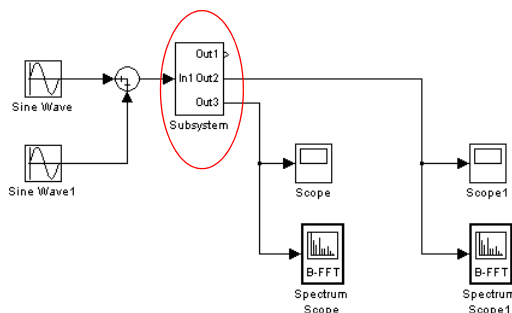 Out1
In1 Out2
Out3
Subsystem
Sine Wave
Sine Wave1
Scope
Scope1
B-FFT
Spectrum
Scope
B-FFT
Spectrum
Scope1